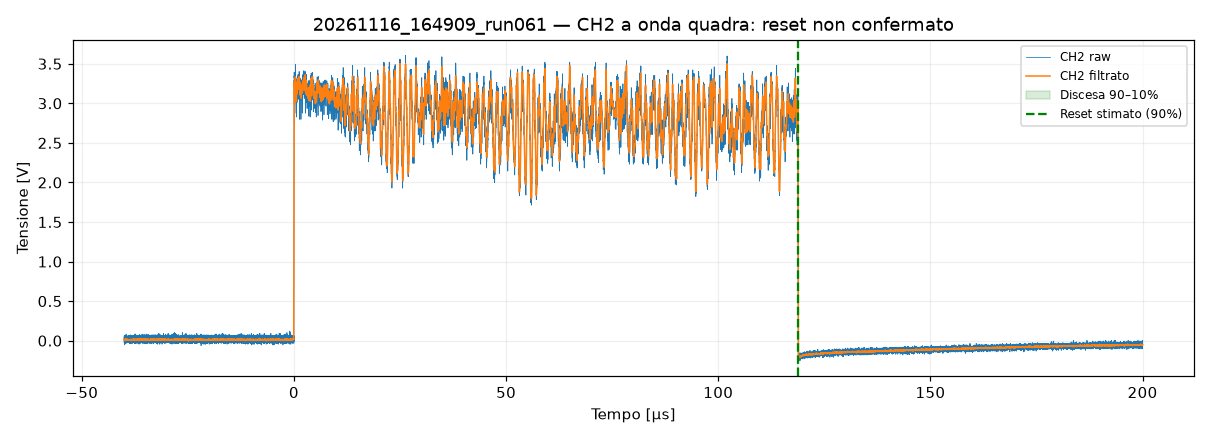 20261116_164909_run061 — CH2 a onda quadra: reset non confermato
CH2 raw
CH2 filtrato
Discesa 90–10%
Reset stimato (90%)
Tensione [V]
3.5
3.0
2.5
2.0
1.5
1.0
0.5
0.0
−50
0
50
100
150
200
Tempo [µs]